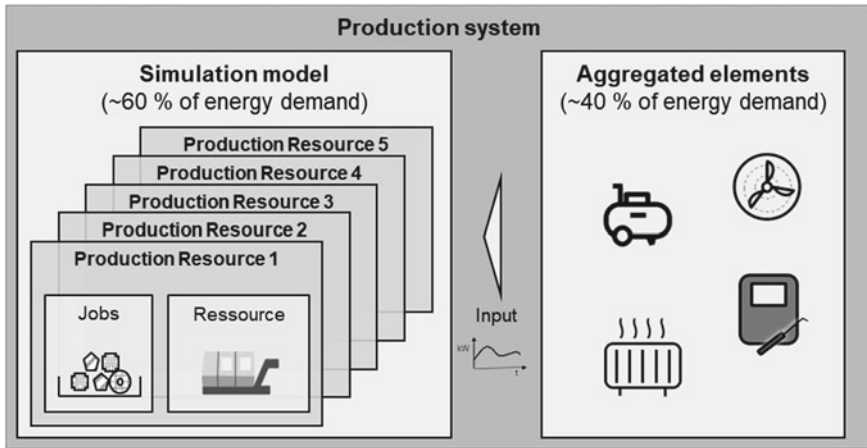 Production system
Simulation model
(~60 % of energy demand)
Production Resource 5
Production Resource 4
Production Resource 3
Production Resource 2
Production Resource 1
Jobs
Ressource
Input
kW
t
Aggregated elements
(~40 % of energy demand)